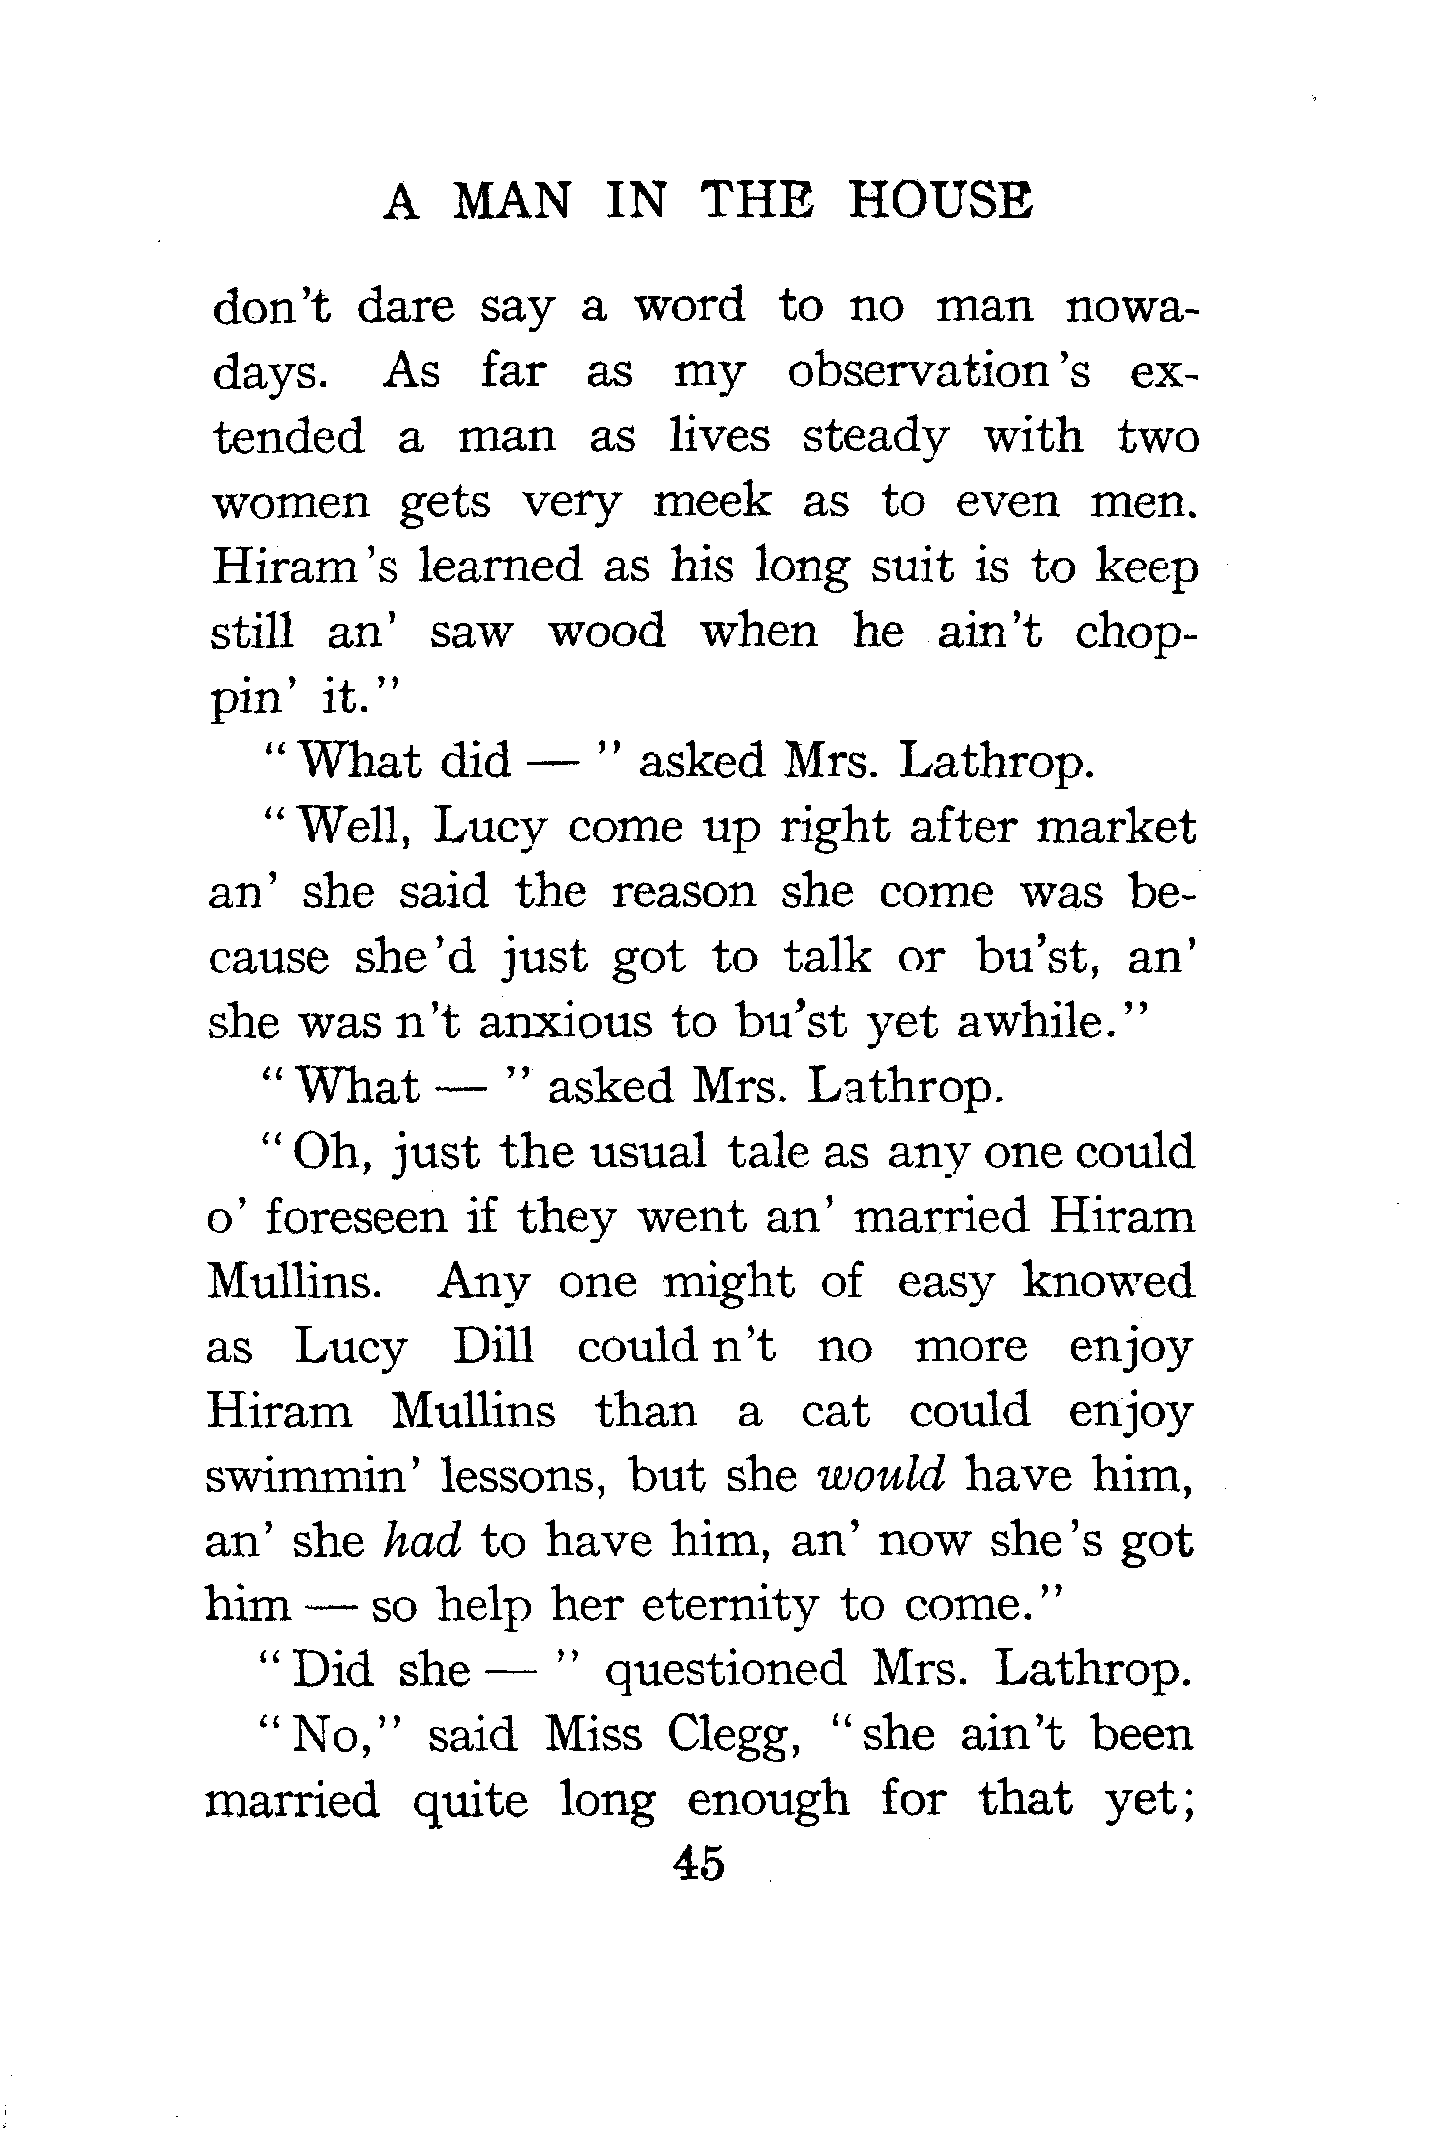 A MAN IN THE HOUSE
don't dare say a word to no man nowa-
days. As far as my observation's ex-
tended a man as lives steady with two
women gets very meek as to even men.
Hiram's learned as his long suit is to keep
still an' saw wood when he ain't chop-
pin' it."
"What did — " asked Mrs. Lathrop.
"Well, Lucy come up right after market
an' she said the reason she come was be-
cause she'd just got to talk or bu'st, an'
she was n't anxious to bu'st yet awhile."
"What — " asked Mrs. Lathrop.
"Oh, just the usual tale as any one could
o' foreseen if they went an' married Hiram
Mullins. Any one might of easy knowed
as Lucy Dill could n't no more enjoy
Hiram Mullins than a cat could enjoy
swimmin' lessons, but she would have him,
an' she had to have him, an' now she's got
him — so help her eternity to come."
"Did she — " questioned Mrs. Lathrop.
"No," said Miss Clegg, "she ain't been
married quite long enough for that yet;
45